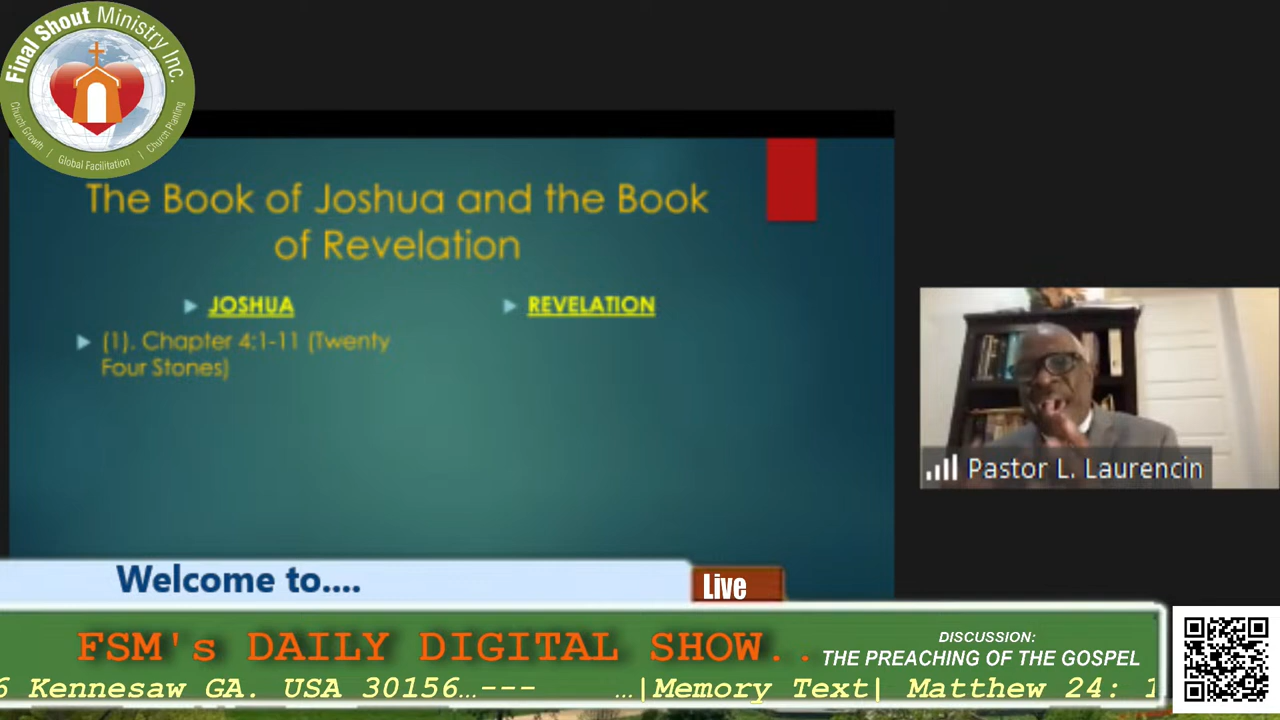 Final Shout Ministry Inc.
Church Growth | Global Facilitation | Church Planting
The Book of Joshua and the Book
of Revelation
JOSHUA
REVELATION
(1). Chapter 4:1-11 (Twenty
Four Stones)
Pastor L. Laurencin
Welcome to....
Live
FSM's DAILY DIGITAL SHOW..
DISCUSSION:
THE PREACHING OF THE GOSPEL
6 Kennesaw GA. USA 30156…--- …|Memory Text| Matthew 24: 1